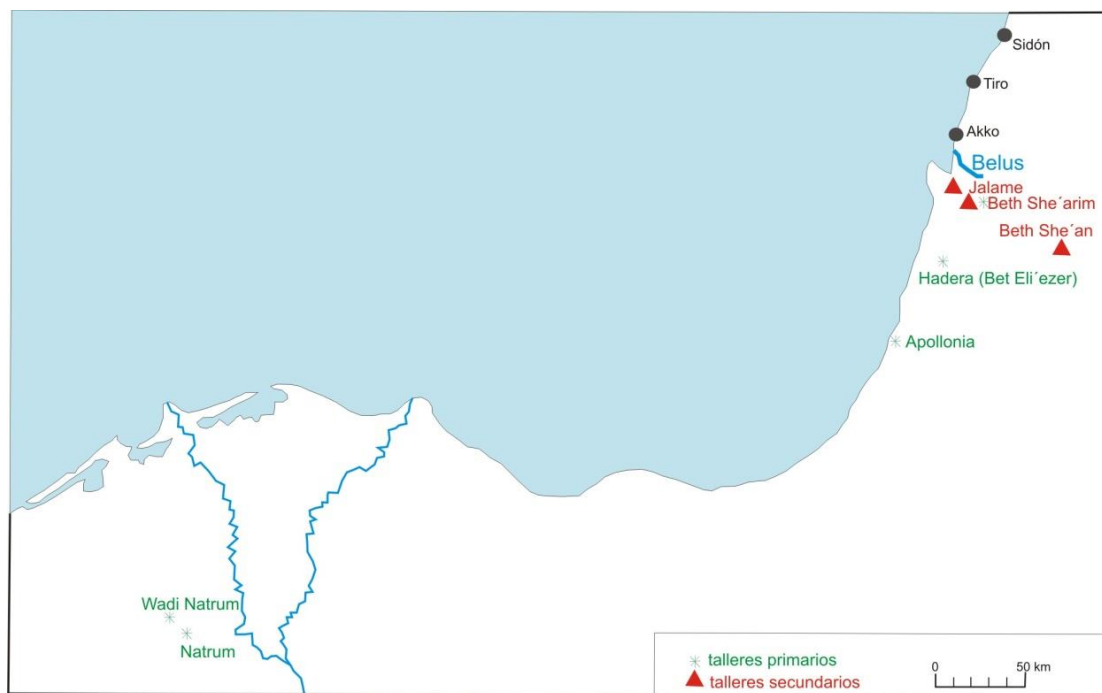 Sidón
Tiro
Akko
Belus
Jalame
Beth She´arim
Beth She´an
Hadera (Bet Eli´ezer)
Apollonia
Wadi Natrum
Natrum
talleres primarios
talleres secundarios
0 50 km